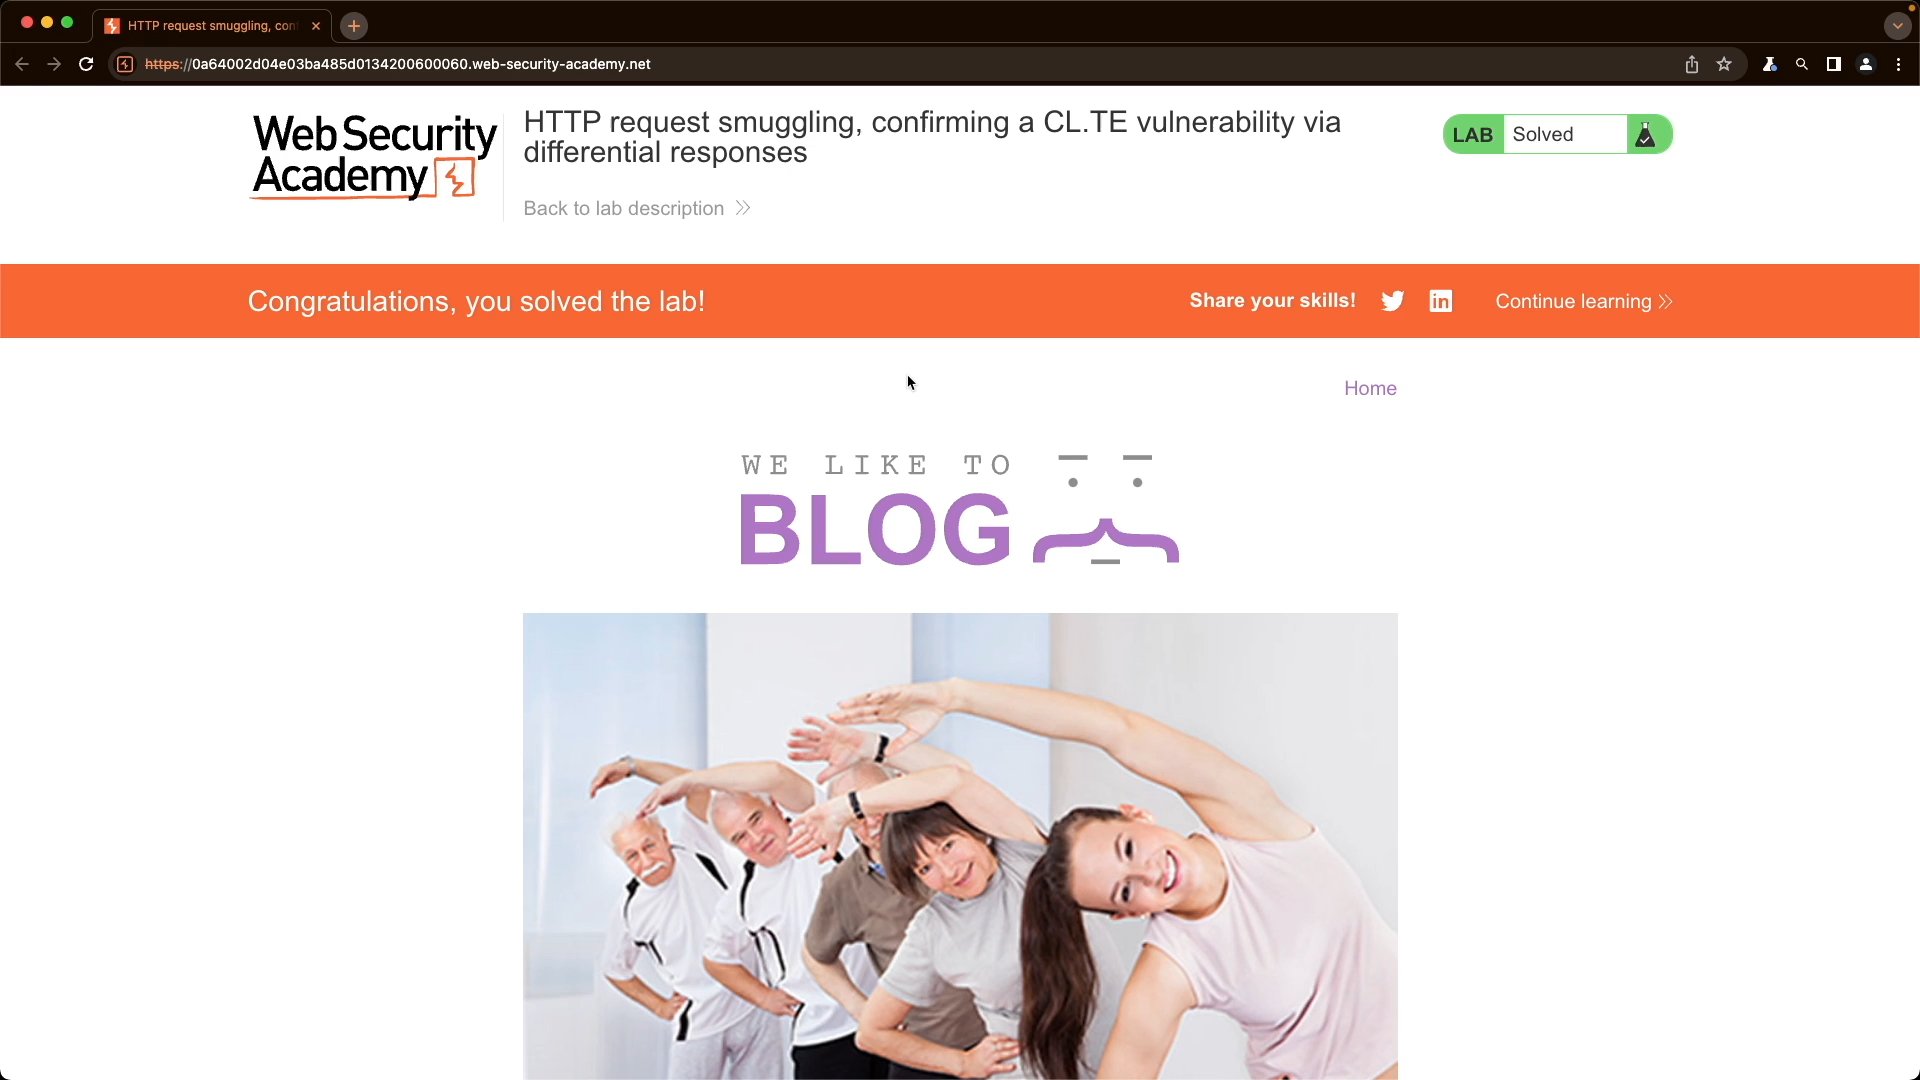 HTTP request smuggling, con
https://0a64002d04e03ba485d0134200600060.web-security-academy.net
Web Security
Academy
HTTP request smuggling, confirming a CL.TE vulnerability via
differential responses
LAB Solved
Back to lab description
Congratulations, you solved the lab!
Share your skills!
in
Continue learning
Home
WE LIKE TO
BLOG